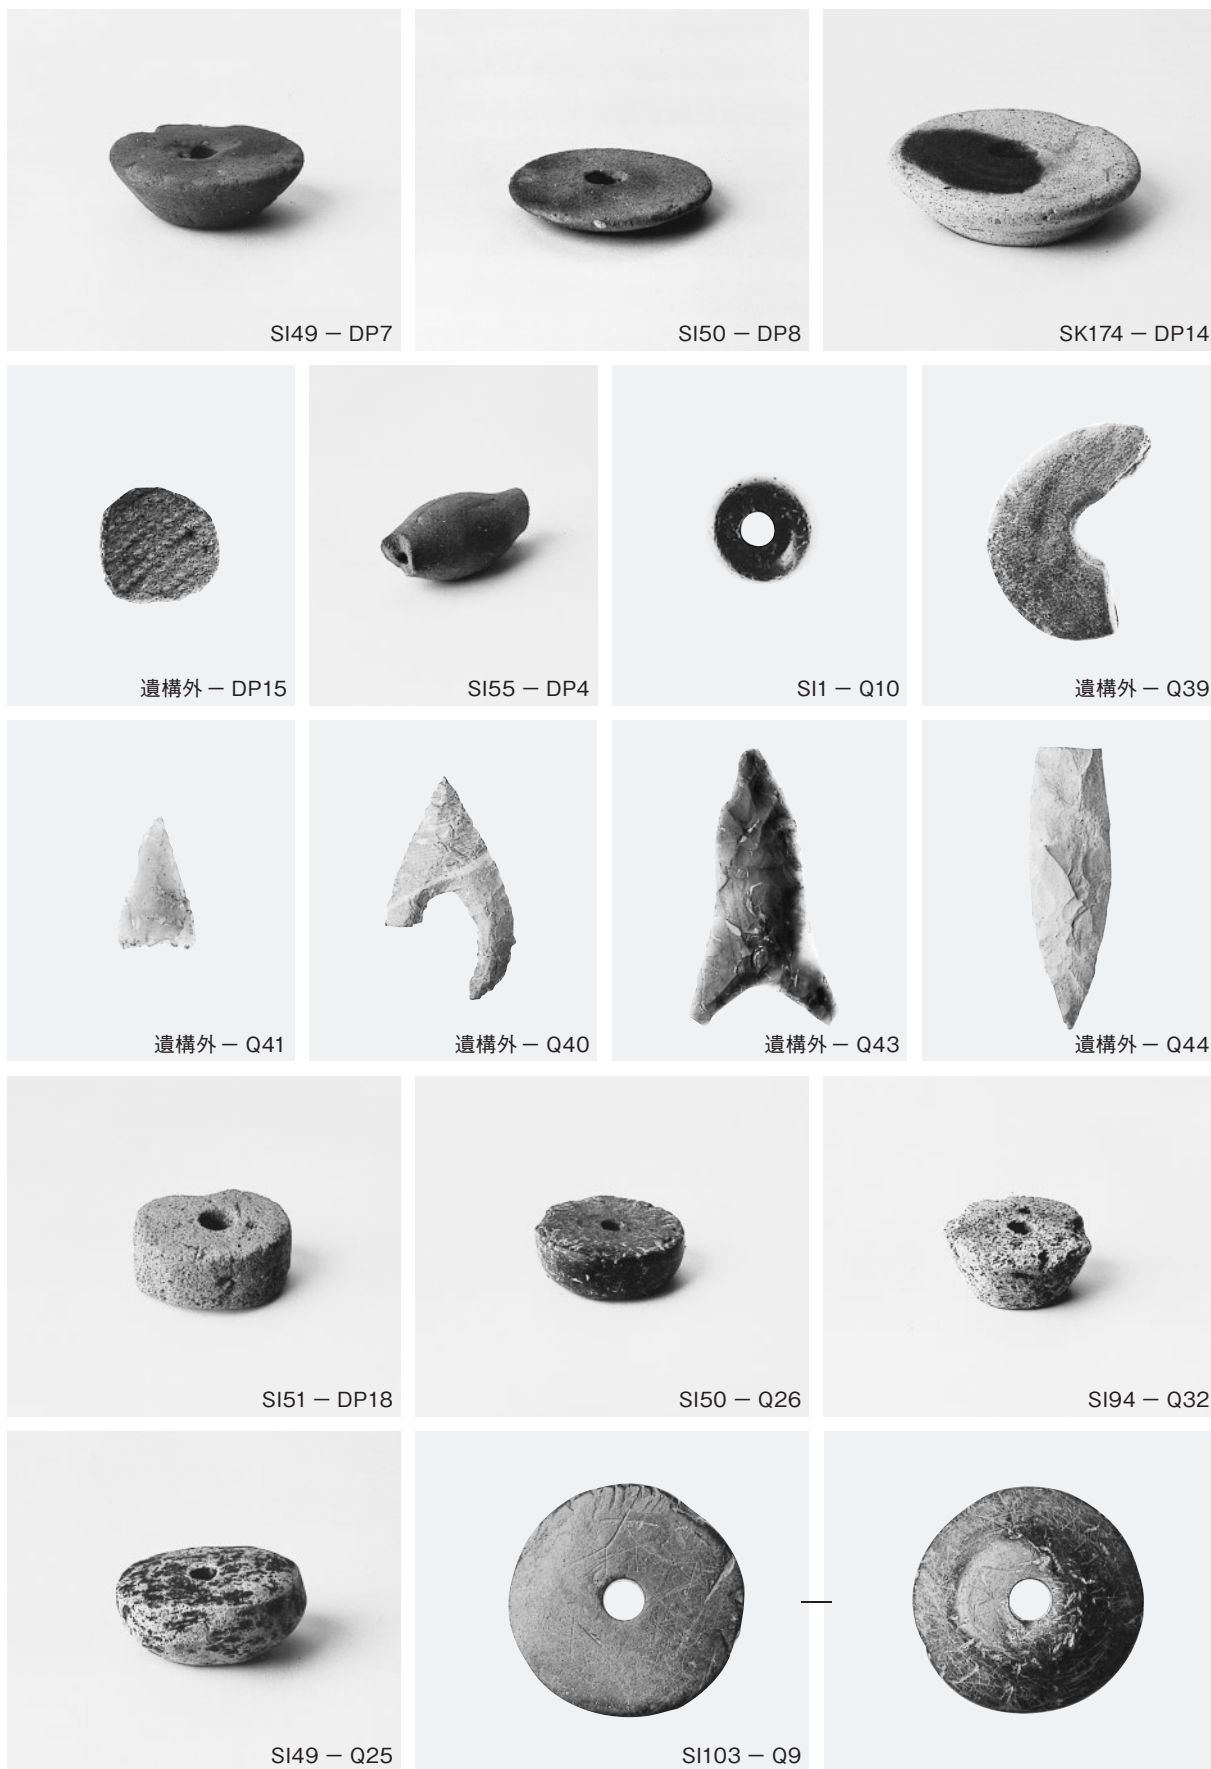 SI49 － DP7
SI50 － DP8
SK174 － DP14
遺構外 － DP15
SI55 － DP4
SI1 － Q10
遺構外 － Q39
遺構外 － Q41
遺構外 － Q40
遺構外 － Q43
遺構外 － Q44
SI51 － DP18
SI50 － Q26
SI94 － Q32
SI49 － Q25
SI103 － Q9